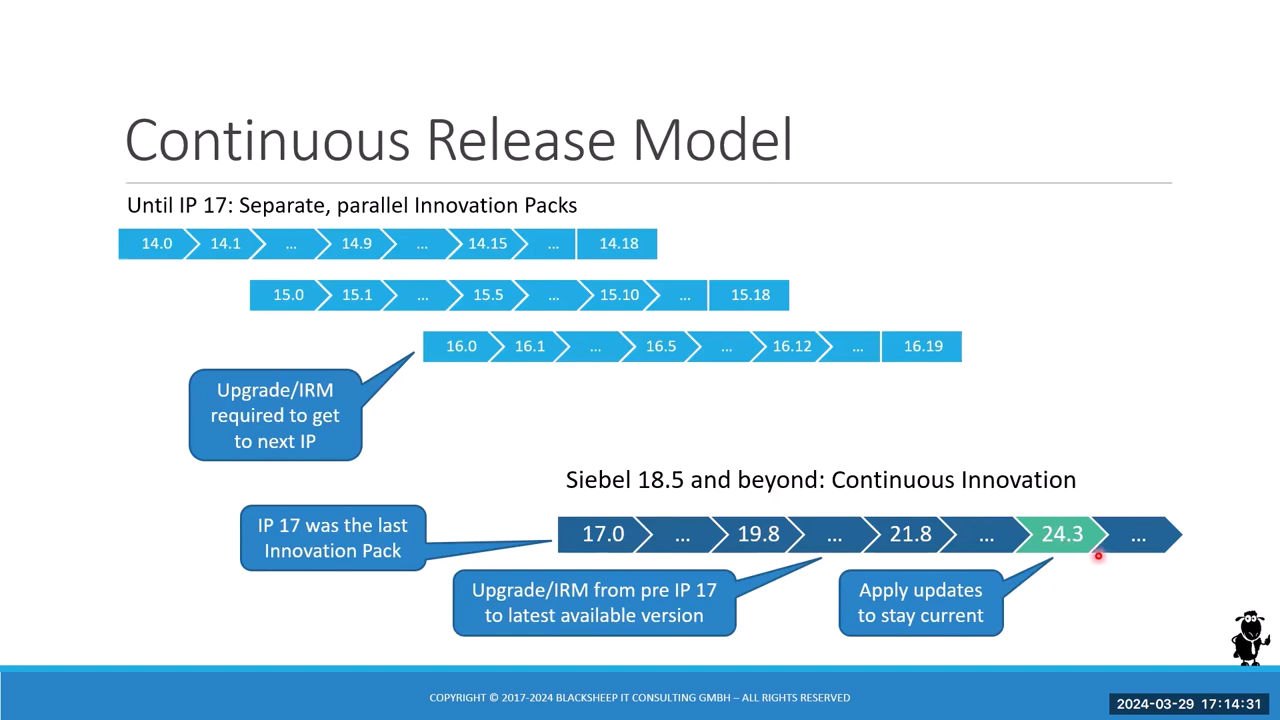 Continuous Release Model
Until IP 17: Separate, parallel Innovation Packs
14.0 14.1 ... 14.9 ... 14.15 ... 14.18
15.0 15.1 ... 15.5 ... 15.10 ... 15.18
16.0 16.1 ... 16.5 ... 16.12 ... 16.19
Upgrade/IRM
required to get
to next IP
Siebel 18.5 and beyond: Continuous Innovation
IP 17 was the last
Innovation Pack
17.0 ... 19.8 ... 21.8 ... 24.3 ...
Upgrade/IRM from pre IP 17
to latest available version
Apply updates
to stay current
COPYRIGHT © 2017-2024 BLACKSHEEP IT CONSULTING GMBH – ALL RIGHTS RESERVED
2024-03-29 17:14:31